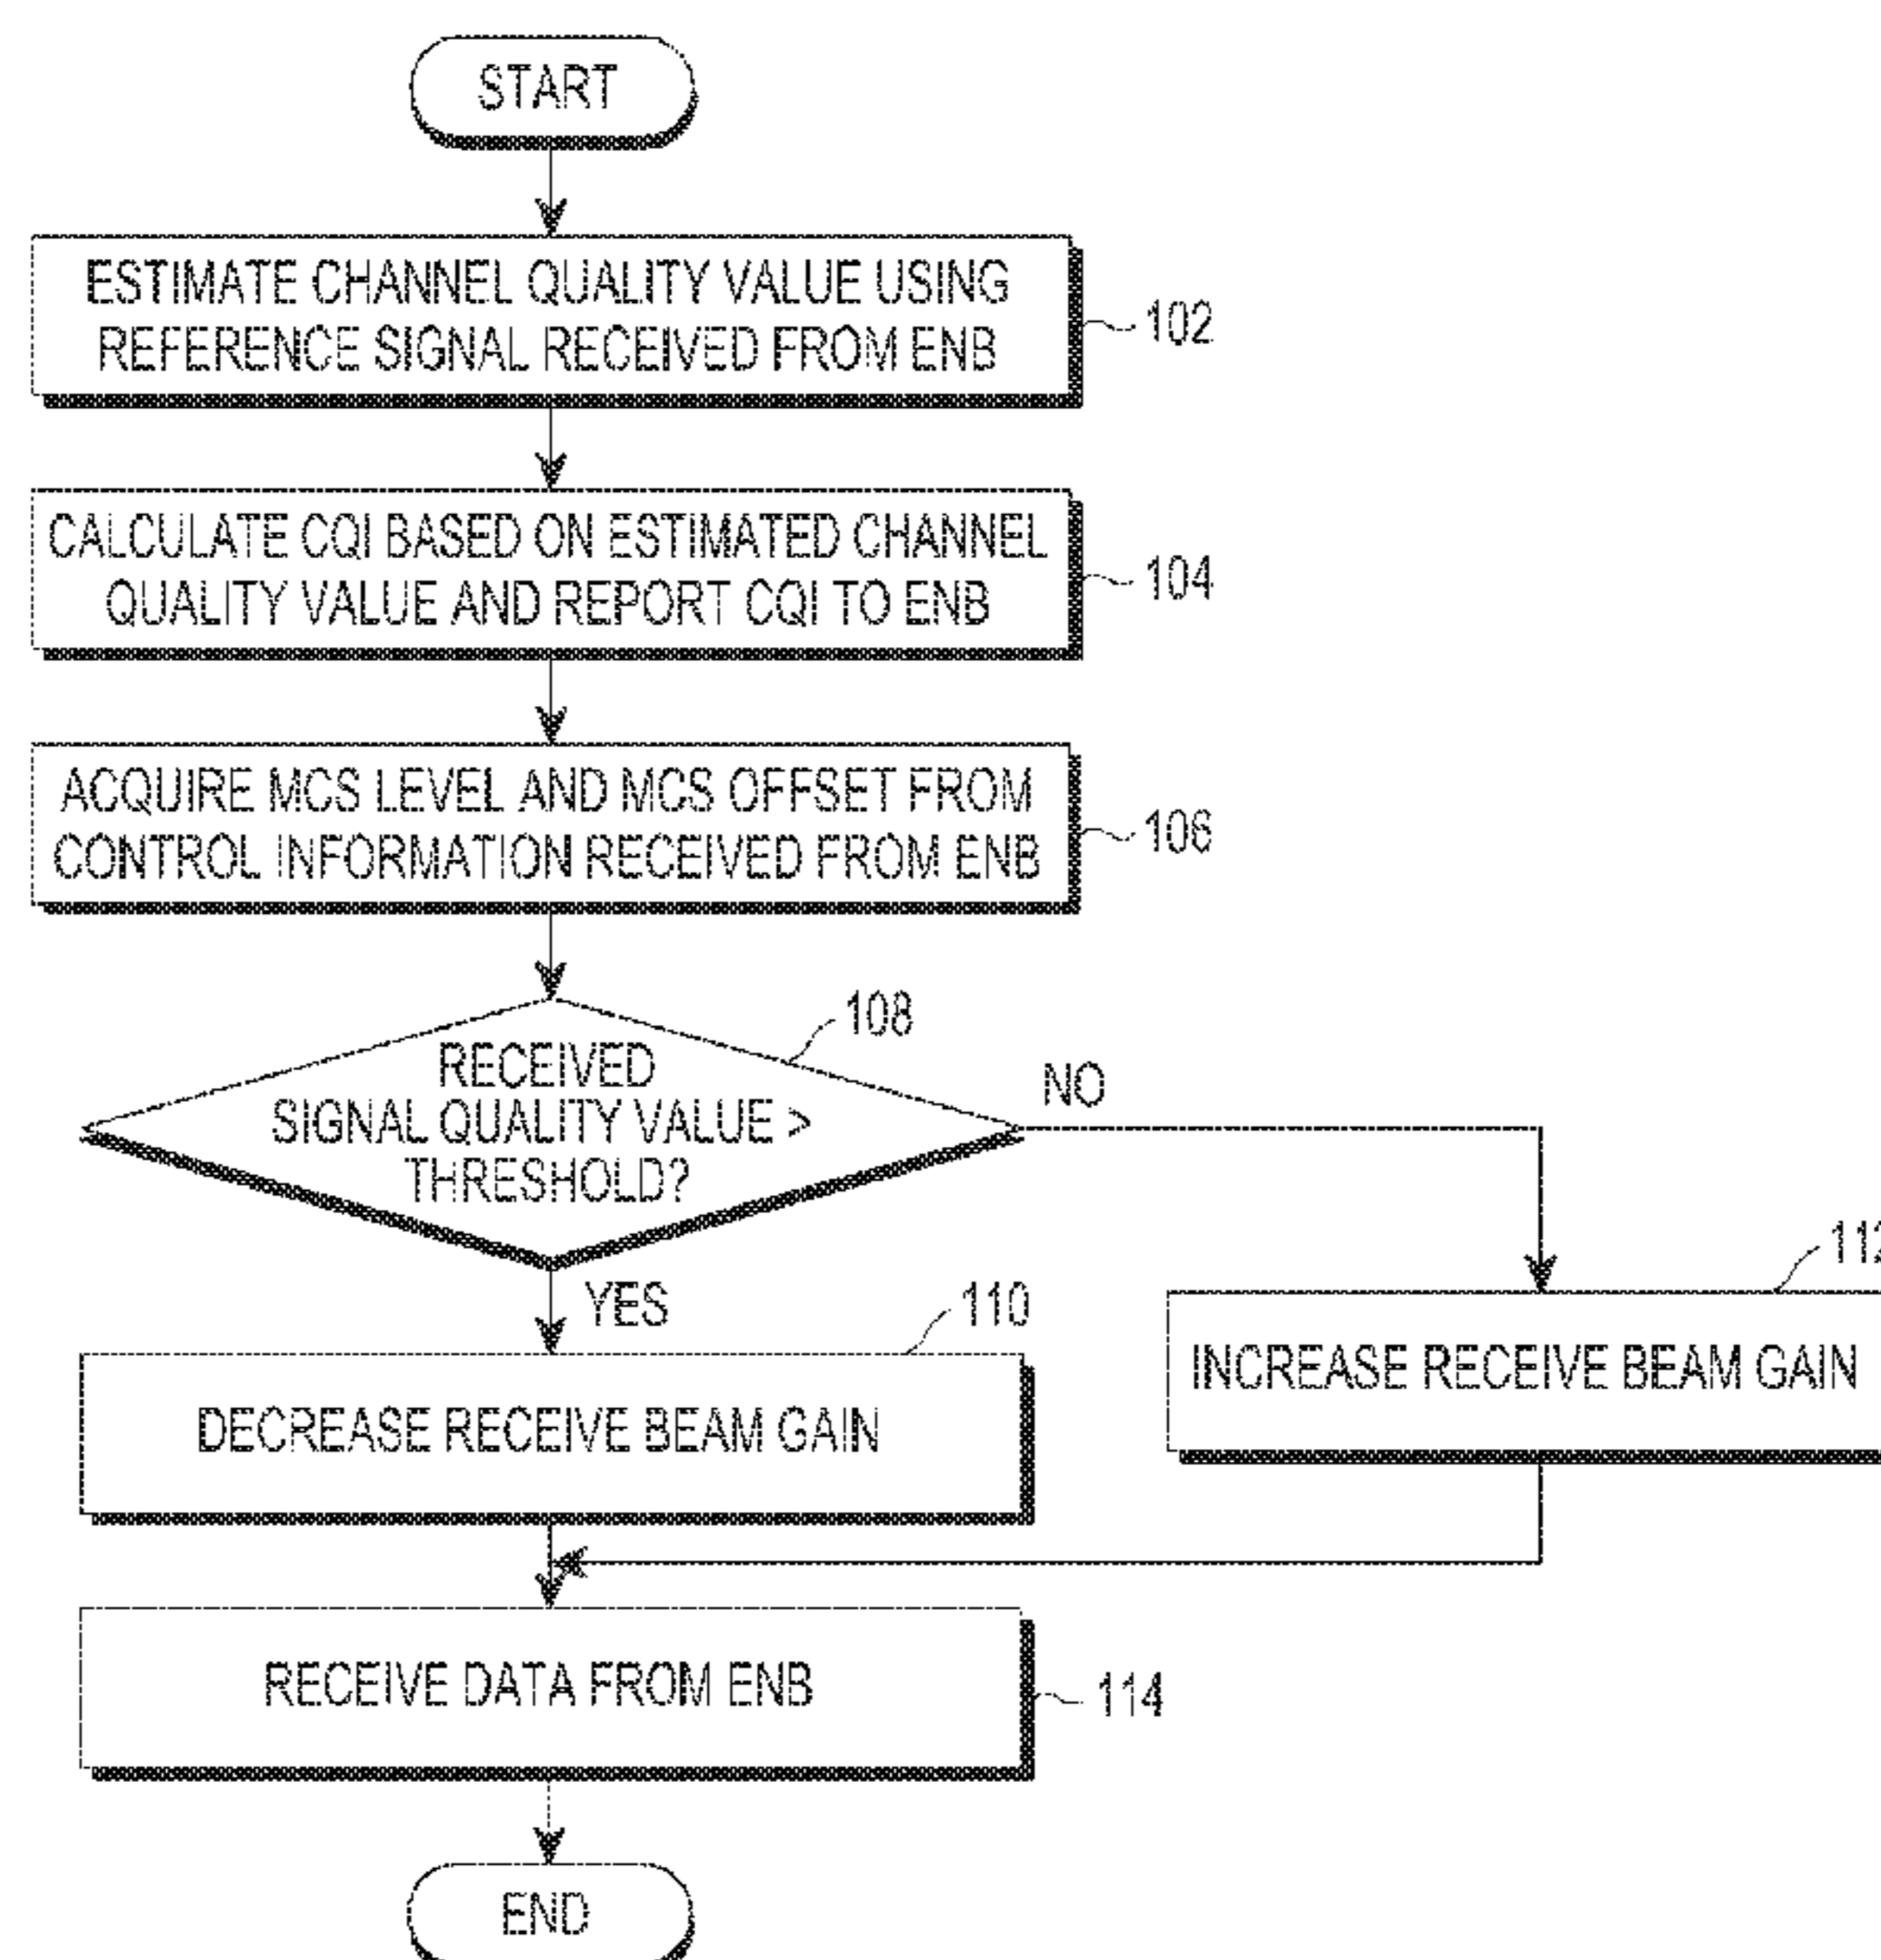 START
ESTIMATE CHANNEL QUALITY VALUE USING
REFERENCE SIGNAL RECEIVED FROM ENB
102
CALCULATE CQI BASED ON ESTIMATED CHANNEL
QUALITY VALUE AND REPORT CQI TO ENB
104
ACQUIRE MCS LEVEL AND MCS OFFSET FROM
CONTROL INFORMATION RECEIVED FROM ENB
106
108
RECEIVED
SIGNAL QUALITY VALUE >
THRESHOLD?
NO
YES
110
DECREASE RECEIVE BEAM GAIN
INCREASE RECEIVE BEAM GAIN
RECEIVE DATA FROM ENB
114
END